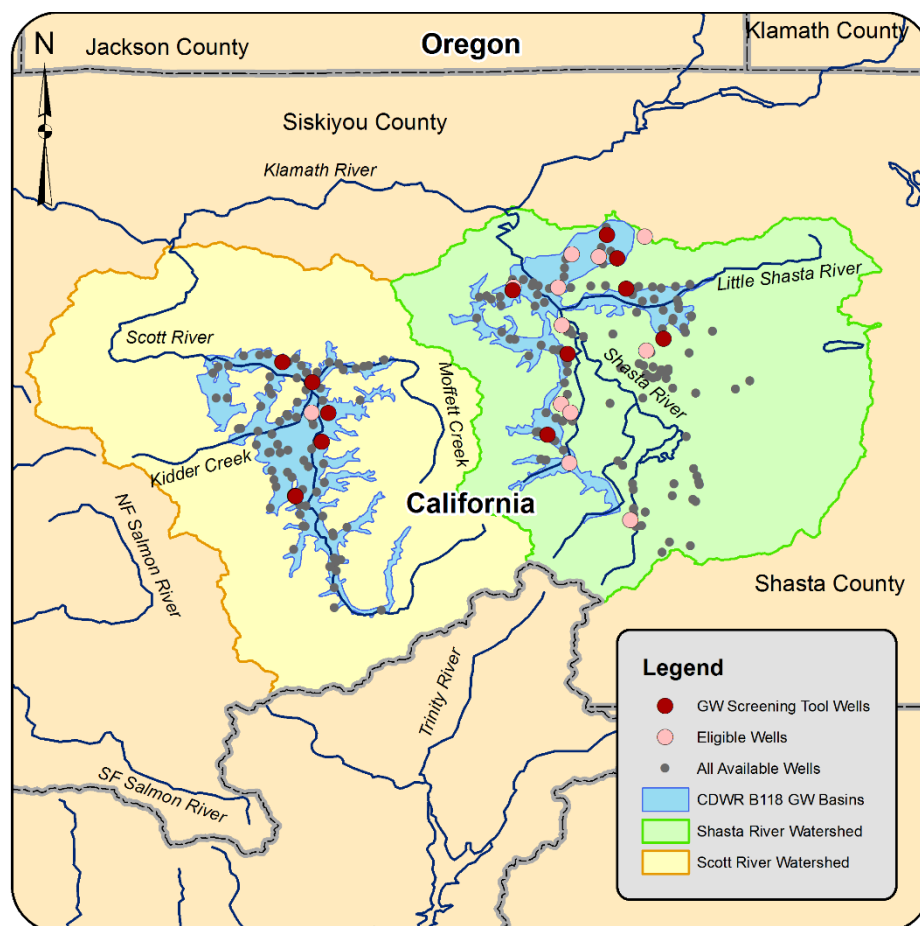 N
Jackson County
Oregon
Klamath County
Siskiyou County
Klamath River
Little Shasta River
Scott River
Shasta River
Moffett Creek
Kidder Creek
California
NF Salmon River
Shasta County
Trinity River
SF Salmon River
Legend
GW Screening Tool Wells
Eligible Wells
All Available Wells
CDWR B118 GW Basins
Shasta River Watershed
Scott River Watershed